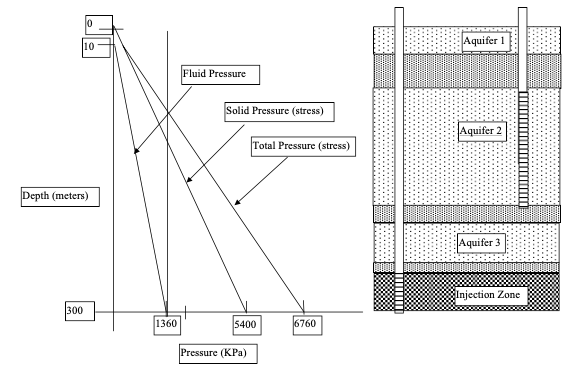 0
10
Fluid Pressure
Solid Pressure (stress)
Total Pressure (stress)
Depth (meters)
300
1360
5400
6760
Pressure (KPa)
Aquifer 1
Aquifer 2
Aquifer 3
Injection Zone